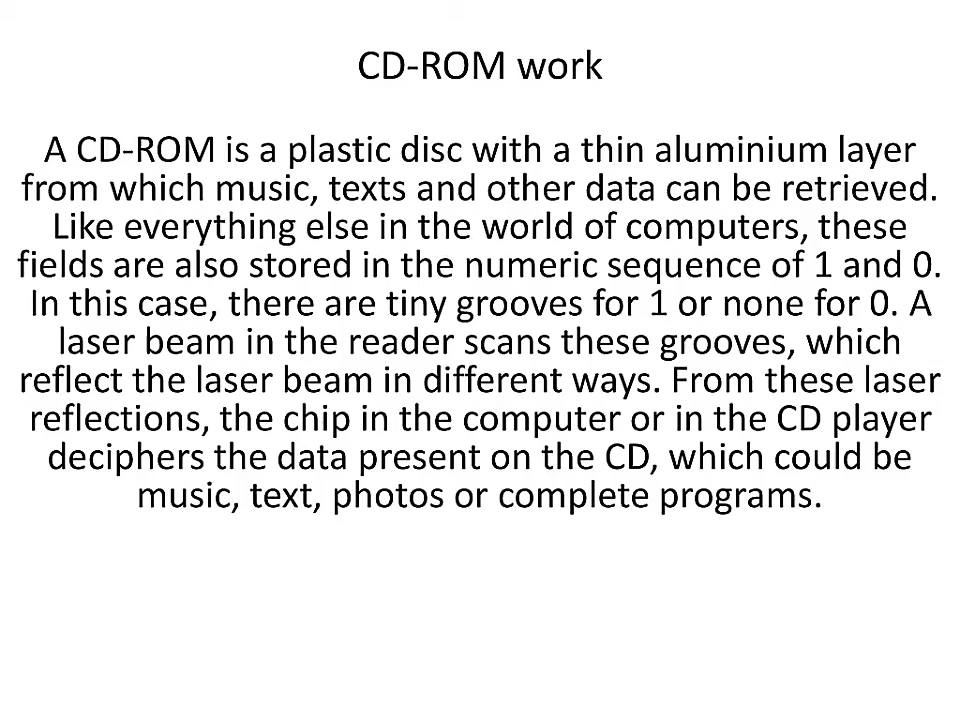 CD-ROM work
A CD-ROM is a plastic disc with a thin aluminium layer
from which music, texts and other data can be retrieved.
Like everything else in the world of computers, these
fields are also stored in the numeric sequence of 1 and 0.
In this case, there are tiny grooves for 1 or none for 0. A
laser beam in the reader scans these grooves, which
reflect the laser beam in different ways. From these laser
reflections, the chip in the computer or in the CD player
deciphers the data present on the CD, which could be
music, text, photos or complete programs.